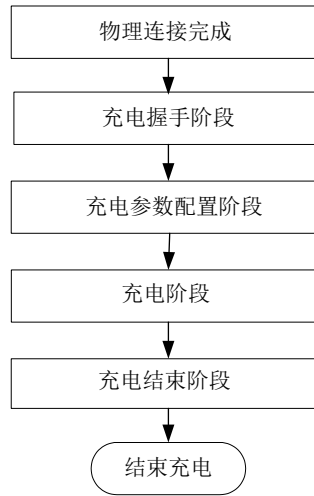 物理连接完成
充电握手阶段
充电参数配置阶段
充电阶段
充电结束阶段
结束充电